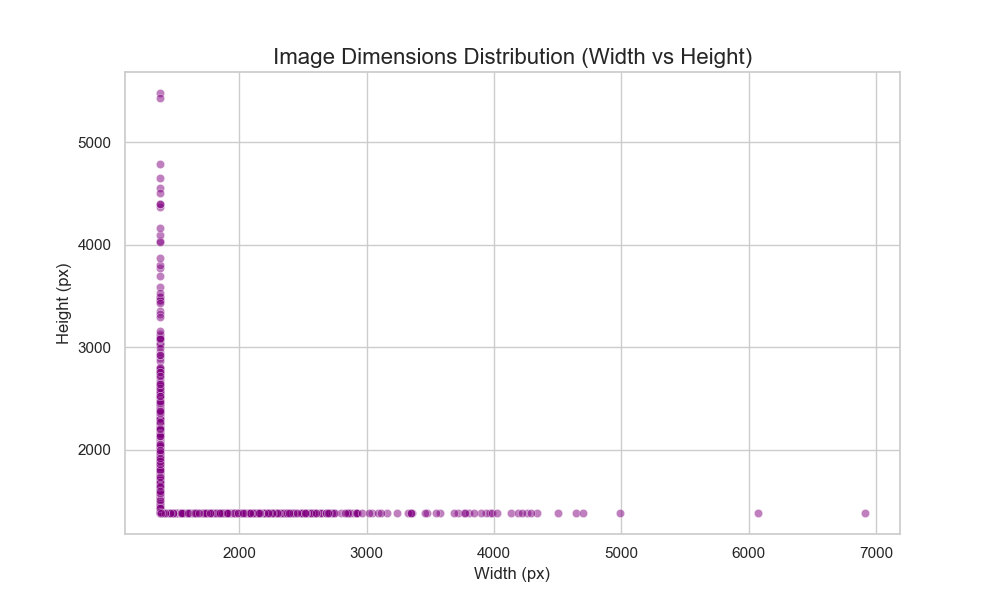 Image Dimensions Distribution (Width vs Height)
Height (px)
5000
4000
3000
2000
2000 3000 4000 5000 6000 7000
Width (px)